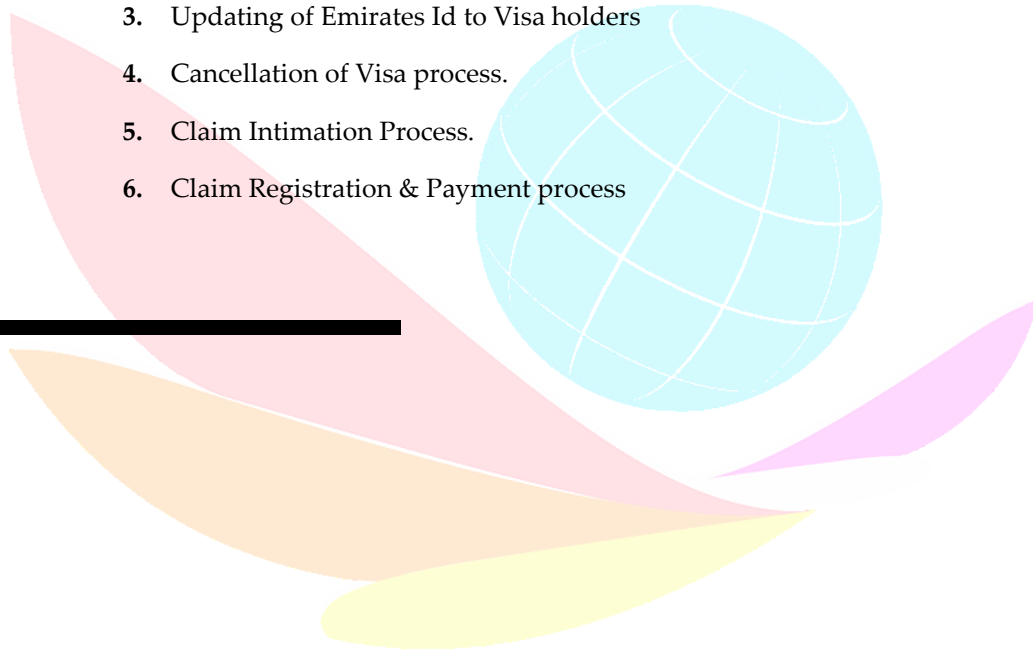 3. Updating of Emirates Id to Visa holders
4. Cancellation of Visa process.
5. Claim Intimation Process.
6. Claim Registration & Payment process